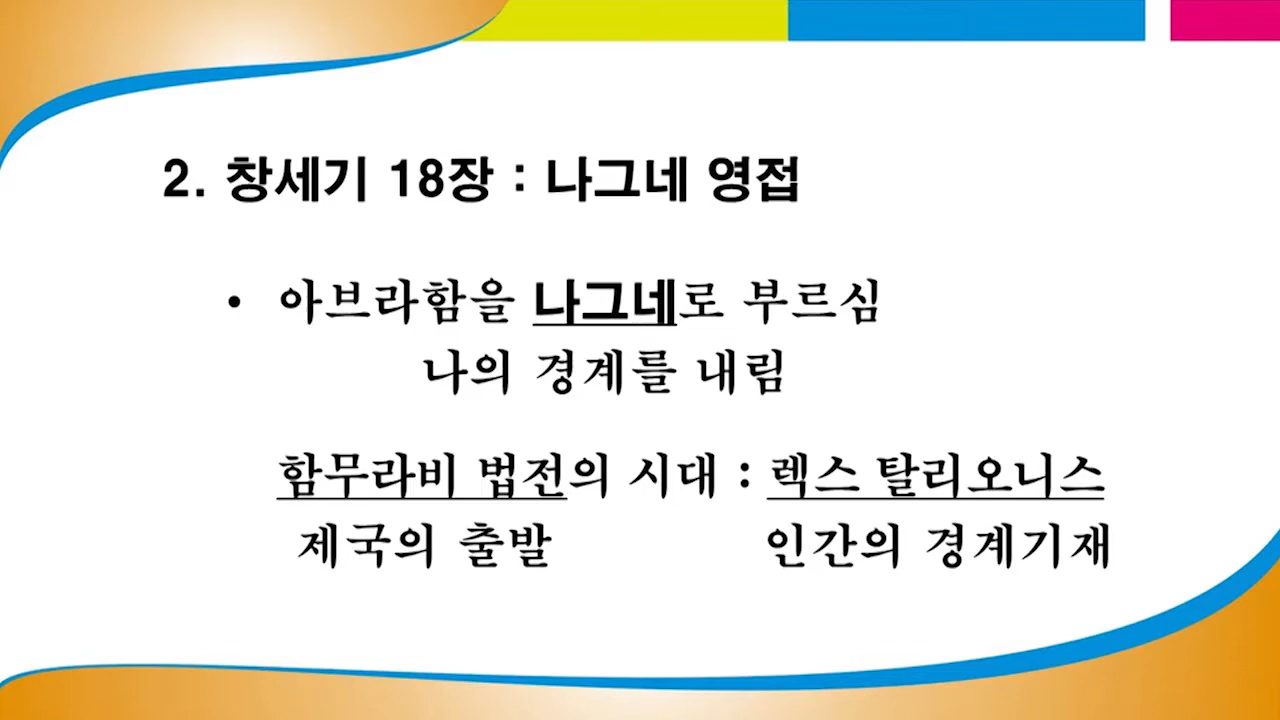 2. 창세기 18장 : 나그네 영접
• 아브라함을 나그네로 부르심
나의 경계를 내림
함무라비 법전의 시대 : 렉스 탈리오니스
제국의 출발 인간의 경계기재